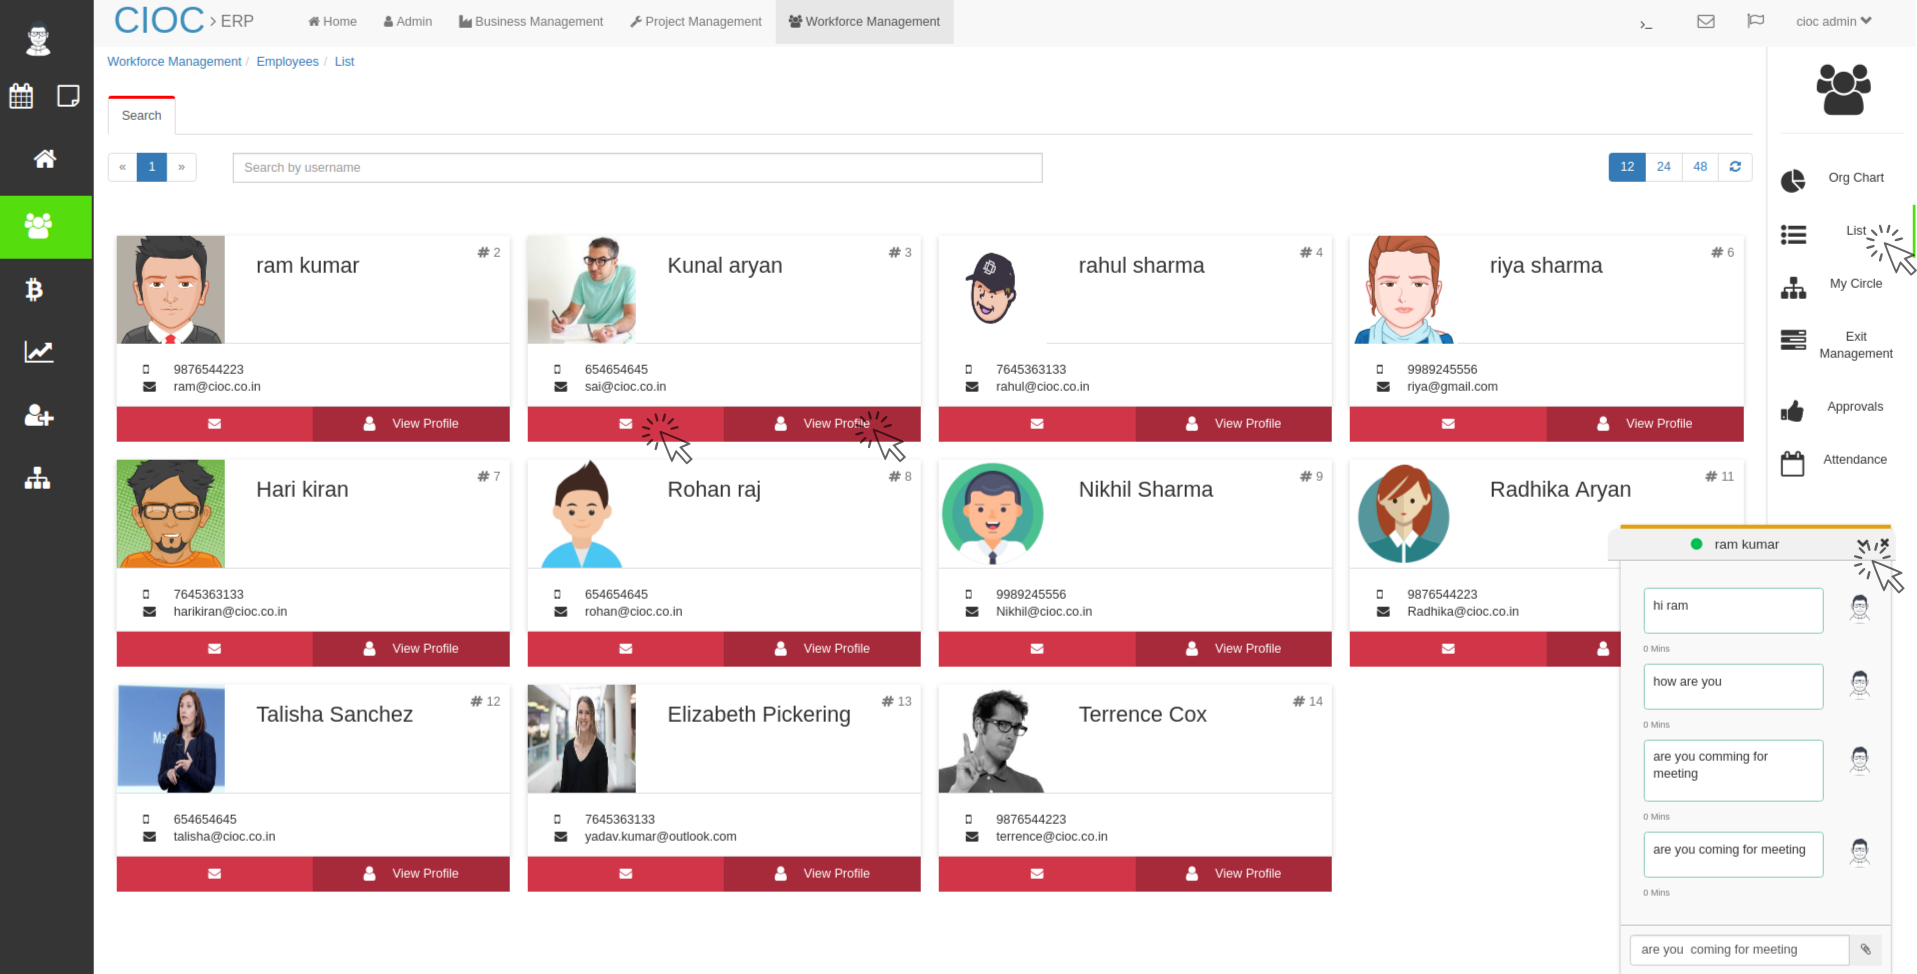 CIOC > ERP
Home
Admin
Business Management
Project Management
Workforce Management
>_
cioc admin
Workforce Management / Employees / List
Search
« 1 »
Search by username
12 24 48
# 2
ram kumar
9876544223
ram@cioc.co.in
View Profile
# 3
Kunal aryan
654654645
sai@cioc.co.in
View Profile
# 4
rahul sharma
7645363133
rahul@cioc.co.in
View Profile
# 6
riya sharma
9989245556
riya@gmail.com
View Profile
# 7
Hari kiran
7645363133
harikiran@cioc.co.in
View Profile
# 8
Rohan raj
654654645
rohan@cioc.co.in
View Profile
# 9
Nikhil Sharma
9989245556
Nikhil@cioc.co.in
View Profile
# 11
Radhika Aryan
9876544223
Radhika@cioc.co.in
# 12
Talisha Sanchez
654654645
talisha@cioc.co.in
View Profile
# 13
Elizabeth Pickering
7645363133
yadav.kumar@outlook.com
View Profile
# 14
Terrence Cox
9876544223
terrence@cioc.co.in
View Profile
Org Chart
List
My Circle
Exit
Management
Approvals
Attendance
ram kumar
hi ram
0 Mins
how are you
0 Mins
are you comming for
meeting
0 Mins
are you coming for meeting
0 Mins
are you  coming for meeting